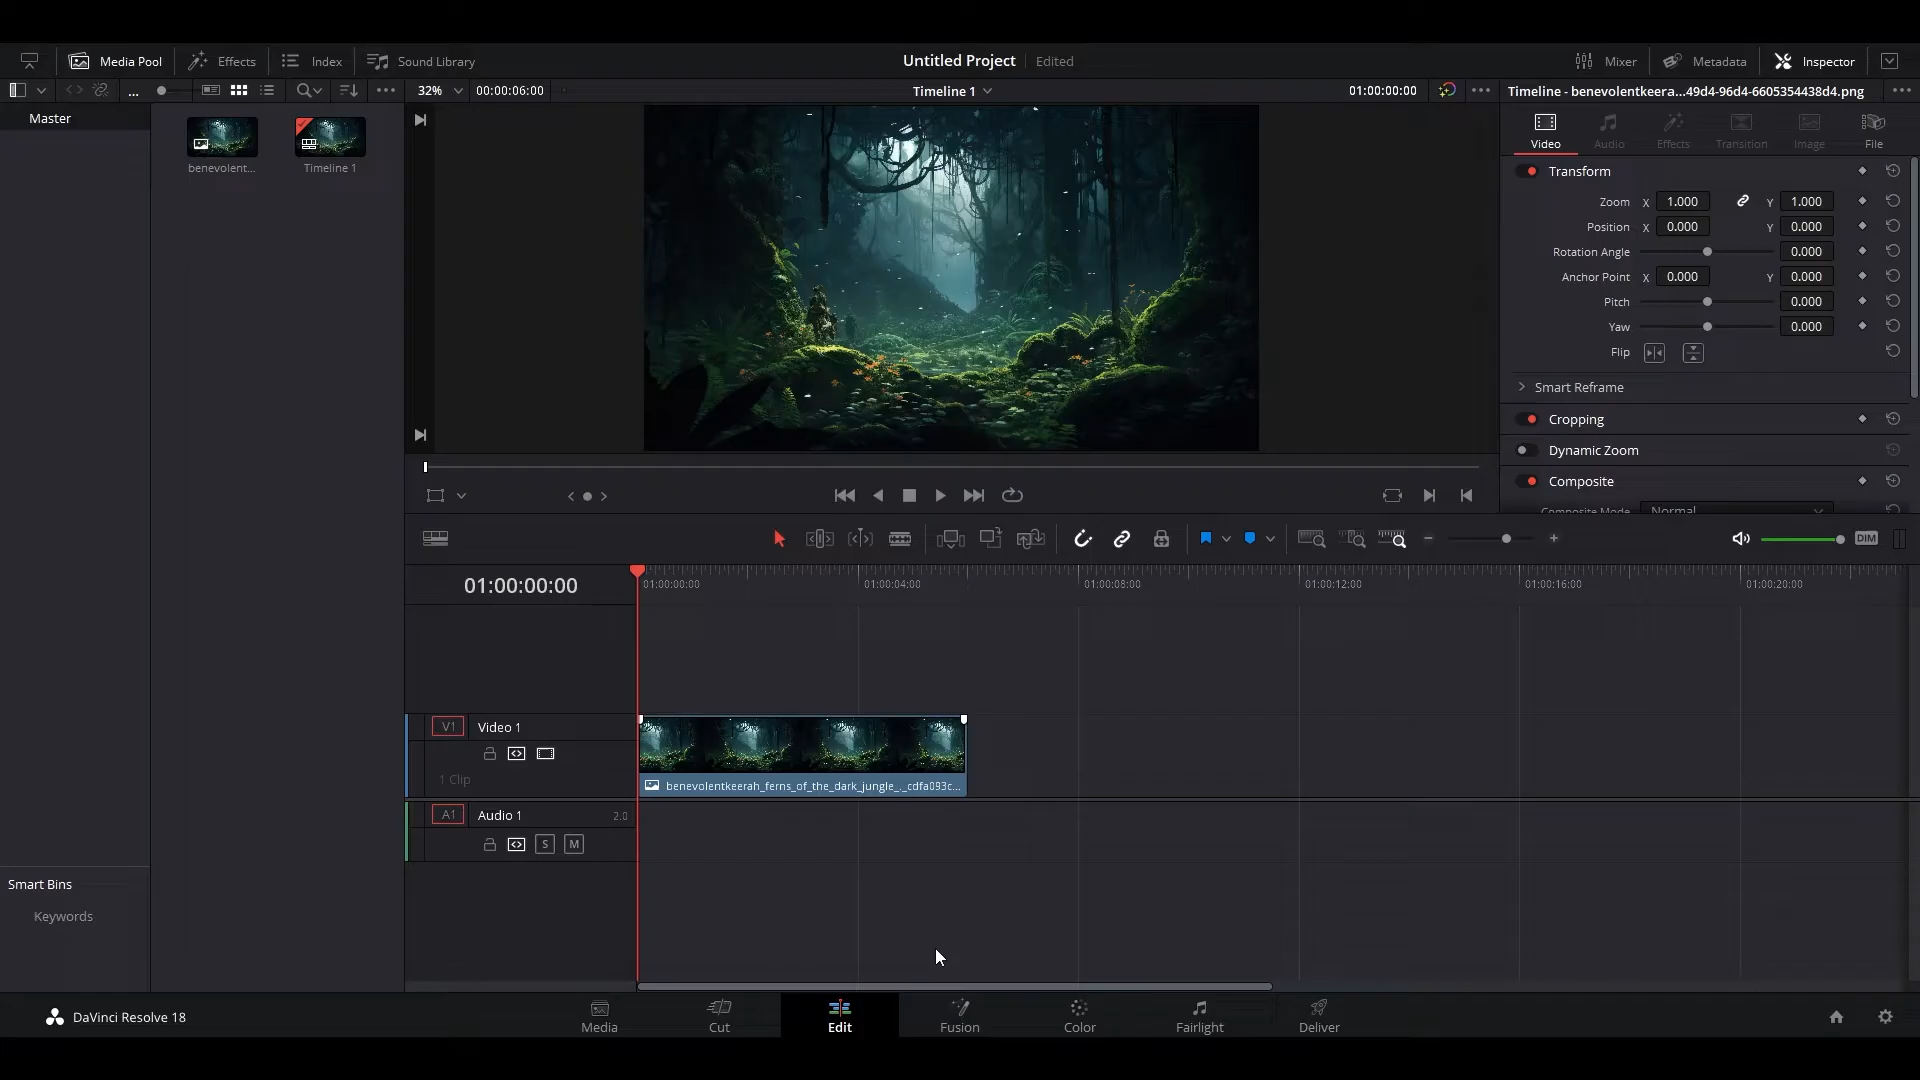 Media Pool Effects Index Sound Library Untitled Project Edited Mixer Metadata Inspector
... 32% 00:00:06:00 Timeline 1 01:00:00:00 Timeline - benevolentkeera...49d4-96d4-6605354438d4.png
Master
benevolent...
Timeline 1
Video Audio Effects Transition Image File
Transform
Zoom X 1.000 Y 1.000
Position X 0.000 Y 0.000
Rotation Angle 0.000
Anchor Point X 0.000 Y 0.000
Pitch 0.000
Yaw 0.000
Flip
Smart Reframe
Cropping
Dynamic Zoom
Composite
Composite Mode Normal
DIM
01:00:00:00
01:00:00:00 01:00:04:00 01:00:08:00 01:00:12:00 01:00:16:00 01:00:20:00
V1 Video 1
1 Clip
benevolentkeerah_ferns_of_the_dark_jungle_._cdfa093c...
A1 Audio 1 2.0
S M
Smart Bins
Keywords
DaVinci Resolve 18
Media Cut Edit Fusion Color Fairlight Deliver